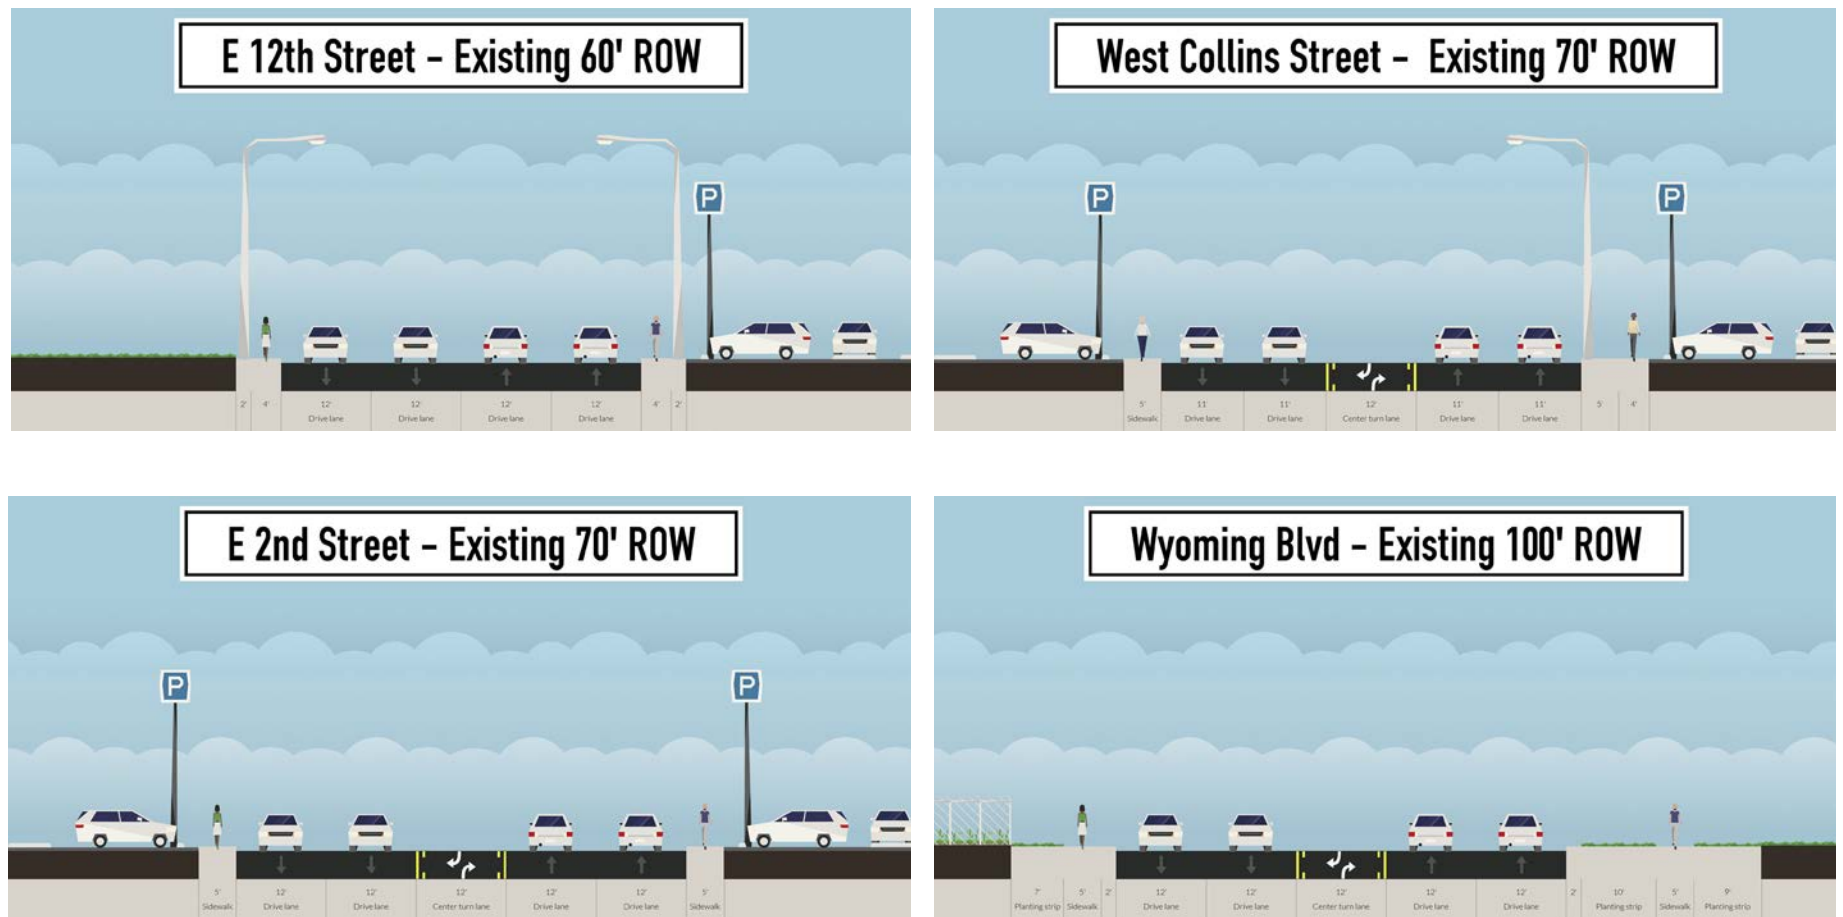 E 12th Street - Existing 60' ROW
P
2' 4' 12' 12' 12' 12' 4' 2'
Drive lane Drive lane Drive lane Drive lane
West Collins Street - Existing 70' ROW
P P
5' 11' 11' 12' 11' 11' 5' 4'
Sidewalk Drive lane Drive lane Center turn lane Drive lane Drive lane
E 2nd Street - Existing 70' ROW
P P
5' 12' 12' 12' 12' 12' 5'
Sidewalk Drive lane Drive lane Center turn lane Drive lane Drive lane Sidewalk
Wyoming Blvd - Existing 100' ROW
7' 5' 2' 12' 12' 12' 12' 12' 2' 10' 5' 9'
Planting strip Sidewalk Drive lane Drive lane Center turn lane Drive lane Drive lane Planting strip Sidewalk Planting strip